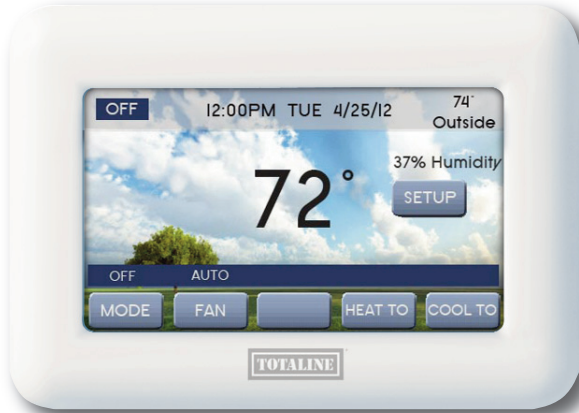 OFF 12:00PM TUE 4/25/12 74°
Outside
37% Humidity
72°
SETUP
OFF AUTO
MODE FAN HEAT TO COOL TO
TOTALINE